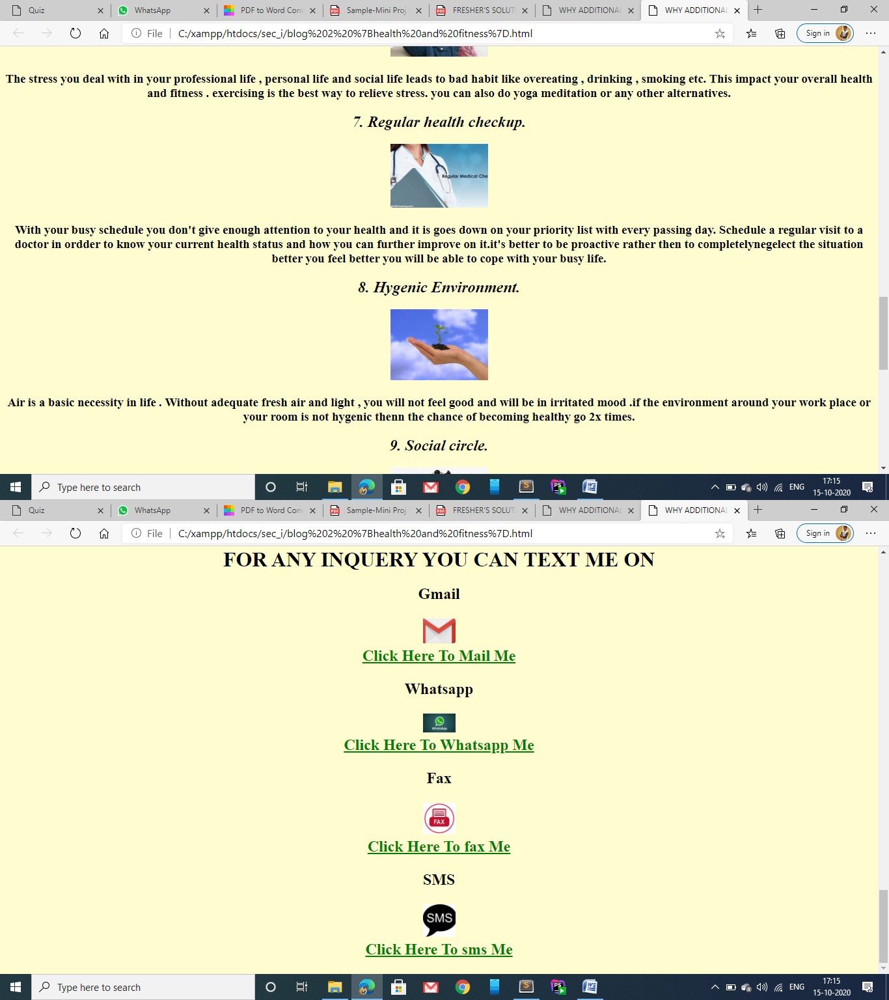 Quiz WhatsApp PDF to Word Conv Sample-Mini Proj FRESHER'S SOLUT WHY ADDITIONAL WHY ADDITIONAL
File C:/xampp/htdocs/sec_i/blog%202%20%7Bhealth%20and%20fitness%7D.html Sign in
The stress you deal with in your professional life , personal life and social life leads to bad habit like overeating , drinking , smoking etc. This impact your overall health
and fitness . exercising is the best way to relieve stress. you can also do yoga meditation or any other alternatives.
7. Regular health checkup.
Regular Medical Che
With your busy schedule you don't give enough attention to your health and it is goes down on your priority list with every passing day. Schedule a regular visit to a
doctor in ordder to know your current health status and how you can further improve on it.it's better to be proactive rather then to completelynegelect the situation
better you feel better you will be able to cope with your busy life.
8. Hygenic Environment.
Air is a basic necessity in life . Without adequate fresh air and light , you will not feel good and will be in irritated mood .if the environment around your work place or
your room is not hygenic thenn the chance of becoming healthy go 2x times.
9. Social circle.
Type here to search ENG 17:15
15-10-2020
Quiz WhatsApp PDF to Word Conv Sample-Mini Proj FRESHER'S SOLUT WHY ADDITIONAL WHY ADDITIONAL
File C:/xampp/htdocs/sec_i/blog%202%20%7Bhealth%20and%20fitness%7D.html Sign in
FOR ANY INQUERY YOU CAN TEXT ME ON
Gmail
Click Here To Mail Me
Whatsapp
WhatsApp
Click Here To Whatsapp Me
Fax
FAX
Click Here To fax Me
SMS
SMS
Click Here To sms Me
Type here to search ENG 17:15
15-10-2020